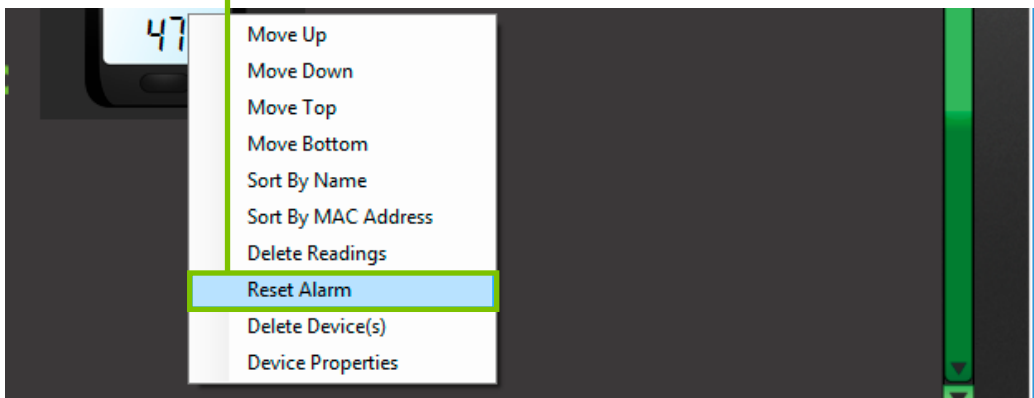 47
Move Up
Move Down
Move Top
Move Bottom
Sort By Name
Sort By MAC Address
Delete Readings
Reset Alarm
Delete Device(s)
Device Properties